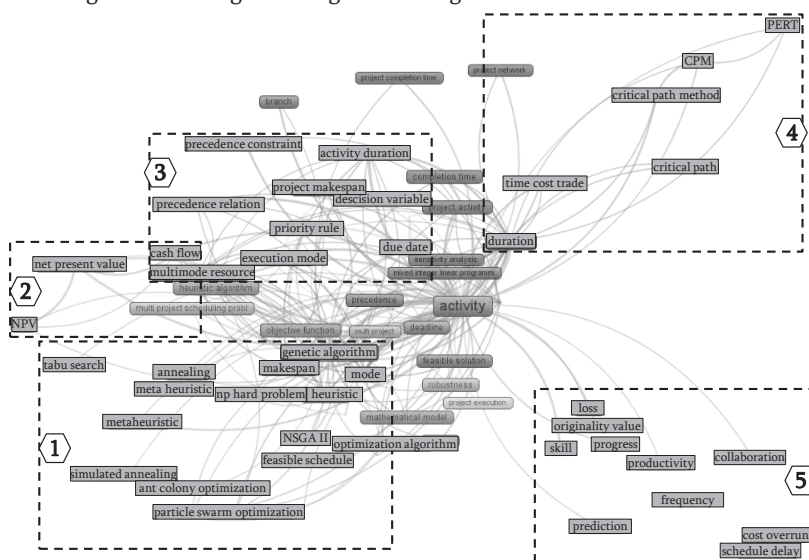 PERT
project network
CPM
project completion time
critical path method
branch
4
precedence constraint
activity duration
3
critical path
completion time
time cost trade
project makespan
descision variable
precedence relation
project activity
priority rule
duration
due date
cash flow
execution mode
sensitivity analysis
net present value
multimode resource
mixed integer linear programmi
heuristic algorithm
2
precedence
activity
multi project scheduling probl
NPV
objective function
multi project
deadline
genetic algorithm
feasible solution
tabu search
makespan
annealing
mode
robustness
meta heuristic
np hard problem
heuristic
project execution
loss
mathematical model
metaheuristic
originality value
NSGA II
optimization algorithm
progress
1
skill
feasible schedule
collaboration
productivity
simulated annealing
5
ant colony optimization
frequency
particle swarm optimization
prediction
cost overrun
schedule delay